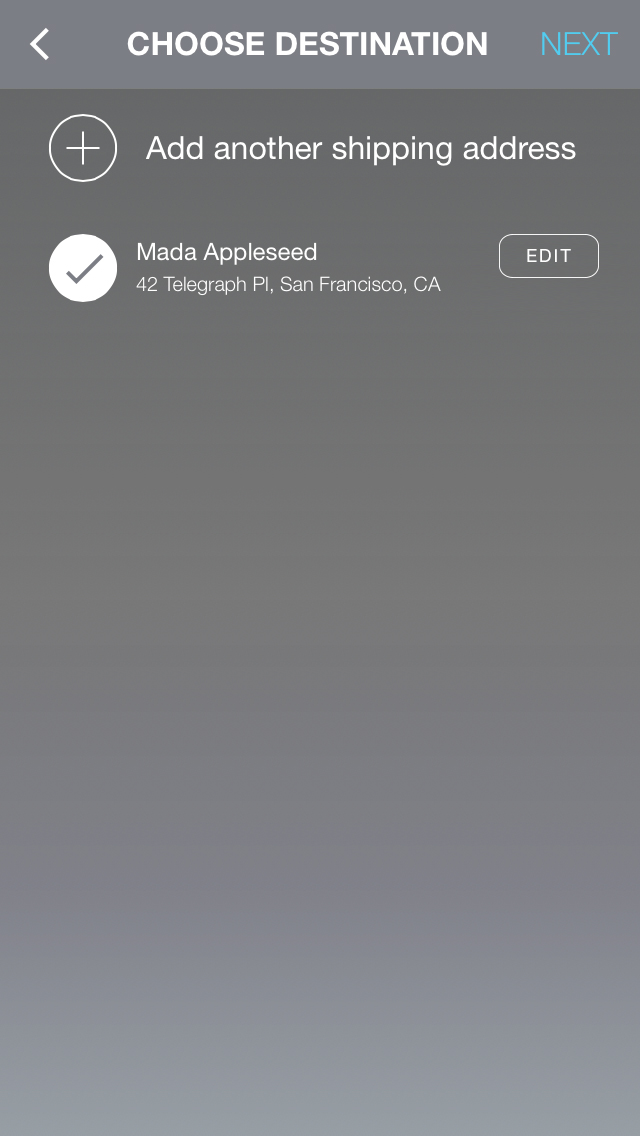 CHOOSE DESTINATION
NEXT
Add another shipping address
Mada Appleseed
EDIT
42 Telegraph Pl, San Francisco, CA